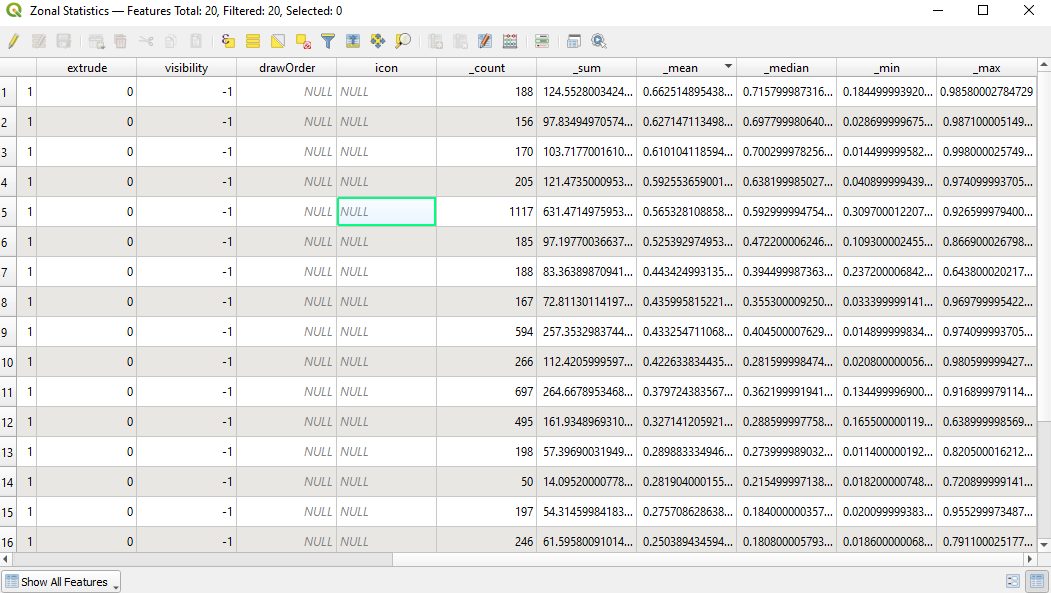 Zonal Statistics — Features Total: 20, Filtered: 20, Selected: 0
extrude visibility drawOrder icon _count _sum _mean _median _min _max
1 1 0 -1 NULL NULL 188 124.5528003424... 0.662514895438... 0.715799987316... 0.184499993920... 0.98580002784729
2 1 0 -1 NULL NULL 156 97.83494970574... 0.627147113498... 0.697799980640... 0.028699999675... 0.987100005149...
3 1 0 -1 NULL NULL 170 103.7177001610... 0.610104118594... 0.700299978256... 0.014499999582... 0.998000025749...
4 1 0 -1 NULL NULL 205 121.4735000953... 0.592553659001... 0.638199985027... 0.040899999439... 0.974099993705...
5 1 0 -1 NULL NULL 1117 631.4714975953... 0.565328108858... 0.592999994754... 0.309700012207... 0.926599979400...
6 1 0 -1 NULL NULL 185 97.19770036637... 0.525392974953... 0.472200006246... 0.109300002455... 0.866900026798...
7 1 0 -1 NULL NULL 188 83.36389870941... 0.443424993135... 0.394499987363... 0.237200006842... 0.643800020217...
8 1 0 -1 NULL NULL 167 72.81130114197... 0.435995815221... 0.355300009250... 0.033399999141... 0.969799995422...
9 1 0 -1 NULL NULL 594 257.3532983744... 0.433254711068... 0.404500007629... 0.014899999834... 0.974099993705...
10 1 0 -1 NULL NULL 266 112.4205999597... 0.422633834435... 0.281599998474... 0.020800000056... 0.980599999427...
11 1 0 -1 NULL NULL 697 264.6678953468... 0.379724383567... 0.362199991941... 0.134499996900... 0.916899979114...
12 1 0 -1 NULL NULL 495 161.9348969310... 0.327141205921... 0.288599997758... 0.165500000119... 0.638999998569...
13 1 0 -1 NULL NULL 198 57.39690031949... 0.289883334946... 0.273999989032... 0.011400000192... 0.820500016212...
14 1 0 -1 NULL NULL 50 14.09520000778... 0.281904000155... 0.215499997138... 0.018200000748... 0.720899999141...
15 1 0 -1 NULL NULL 197 54.31459984183... 0.275708628638... 0.184000000357... 0.020099999383... 0.955299973487...
16 1 0 -1 NULL NULL 246 61.59580091014... 0.250389434594... 0.180800005793... 0.018600000068... 0.791100025177...
Show All Features